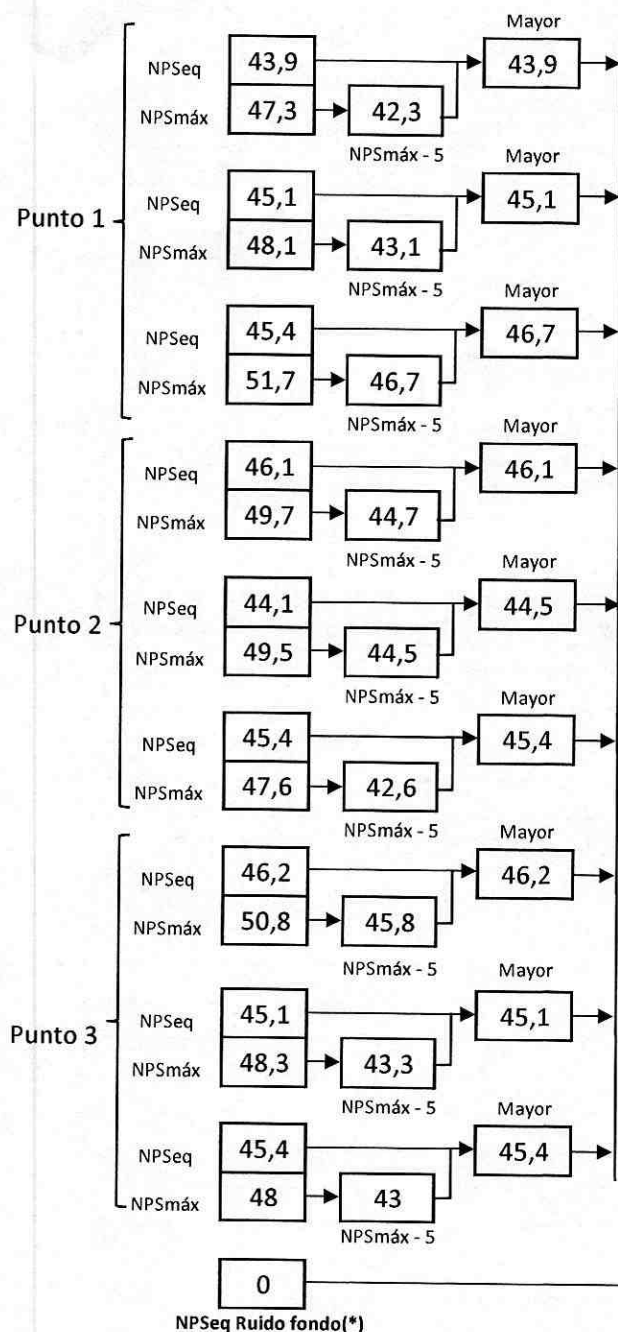 Mayor
NPSeq 43,9 43,9
NPSmáx 47,3 42,3
NPSmáx - 5
Mayor
NPSeq 45,1 45,1
Punto 1
NPSmáx 48,1 43,1
NPSmáx - 5
Mayor
NPSeq 45,4 46,7
NPSmáx 51,7 46,7
NPSmáx - 5
Mayor
NPSeq 46,1 46,1
NPSmáx 49,7 44,7
NPSmáx - 5
Mayor
NPSeq 44,1 44,5
Punto 2
NPSmáx 49,5 44,5
NPSmáx - 5
Mayor
NPSeq 45,4 45,4
NPSmáx 47,6 42,6
NPSmáx - 5
Mayor
NPSeq 46,2 46,2
NPSmáx 50,8 45,8
NPSmáx - 5
Mayor
NPSeq 45,1 45,1
Punto 3
NPSmáx 48,3 43,3
NPSmáx - 5
Mayor
NPSeq 45,4 45,4
NPSmáx 48 43
NPSmáx - 5
0
NPSeq Ruido fondo(*)